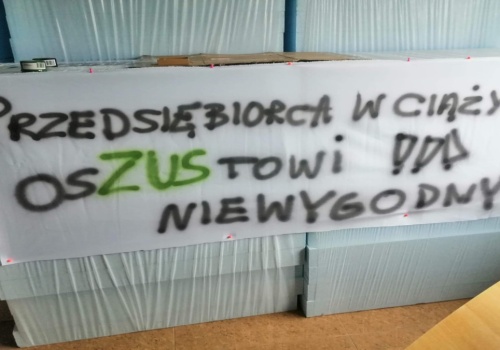 PRZEDSIĘBIORCA W CIĄŻY
OSZUSTOWI !!!
NIEWYGODNY